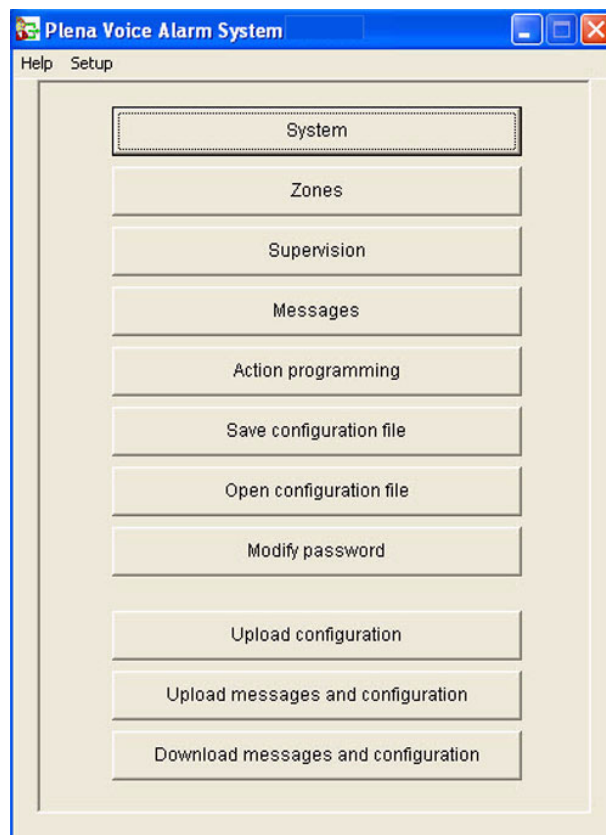 Plena Voice Alarm System
Help Setup
System
Zones
Supervision
Messages
Action programming
Save configuration file
Open configuration file
Modify password
Upload configuration
Upload messages and configuration
Download messages and configuration